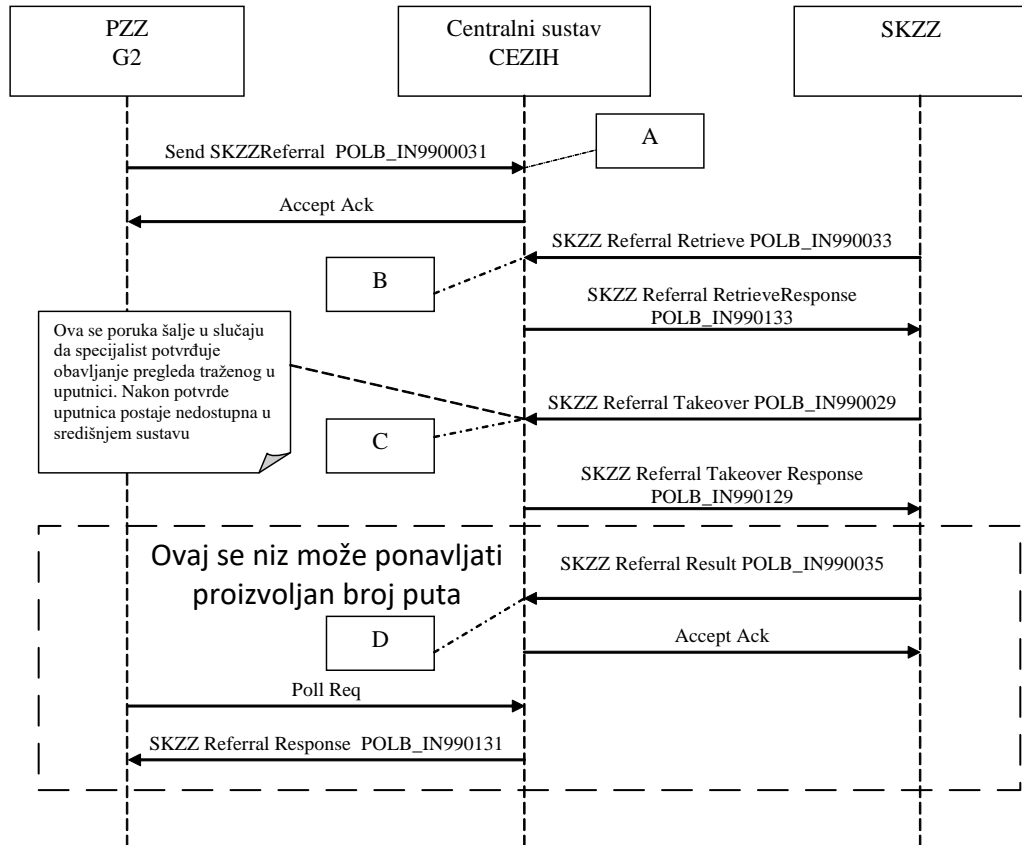 PZZ
G2
Centralni sustav
CEZIH
SKZZ
Send SKZZReferral  POLB_IN9900031
A
Accept Ack
SKZZ Referral Retrieve POLB_IN990033
B
SKZZ Referral RetrieveResponse
POLB_IN990133
Ova se poruka šalje u slučaju
da specijalist potvrđuje
obavljanje pregleda traženog u
uputnici. Nakon potvrde
uputnica postaje nedostupna u
središnjem sustavu
SKZZ Referral Takeover POLB_IN990029
C
SKZZ Referral Takeover Response
POLB_IN990129
Ovaj se niz može ponavljati
proizvoljan broj puta
SKZZ Referral Result POLB_IN990035
D
Accept Ack
Poll Req
SKZZ Referral Response  POLB_IN990131